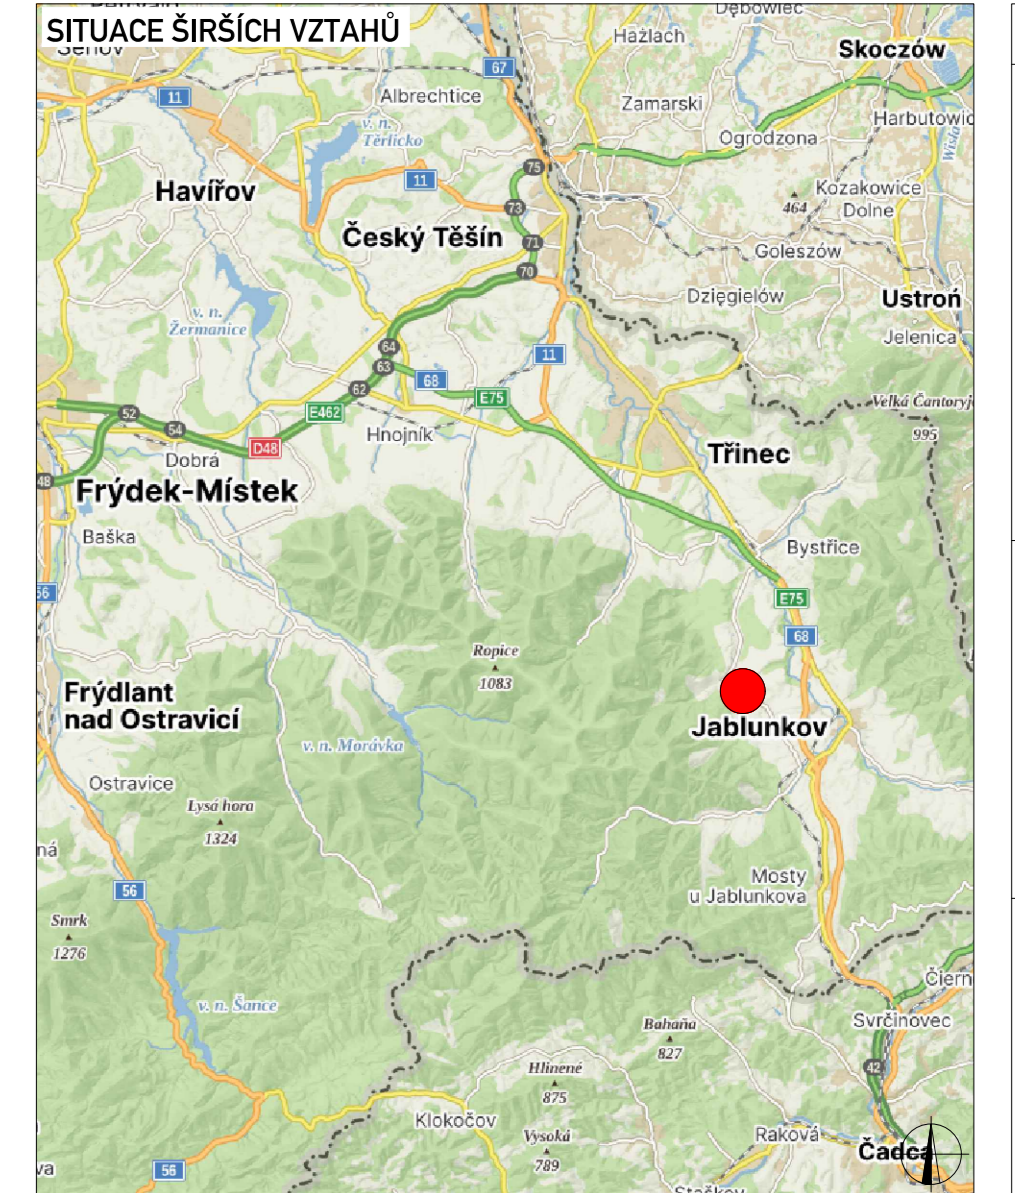 SITUACE ŠIRŠÍCH VZTAHŮ
Dębowiec
Hażlach
Skoczów
67
11
Albrechtice
Zamarski
Harbutowic
v. n.
Těrlicko
Ogrodzona
Wisła
75
11
Havířov
Kozakowice
Dolne
73
464
Český Těšín
71
Goleszów
70
Dzięgielów
Ustroń
v. n.
Žermanice
Jelenica
64
11
63
68
62
E75
Velká Čantoryj
52
E462
54
Hnojník
995
D48
Dobrá
Třinec
48
Frýdek-Místek
Baška
Bystřice
56
E75
68
Ropice
1083
Frýdlant
nad Ostravicí
Jablunkov
v. n. Morávka
Ostravice
Lysá hora
1324
ná
Mosty
u Jablunkova
56
Smrk
1276
Čiern
v. n. Šance
Svrčinovec
Bahaňa
827
42
Hlinené
875
Klokočov
Vysoká
789
Raková
Čadca
va
56